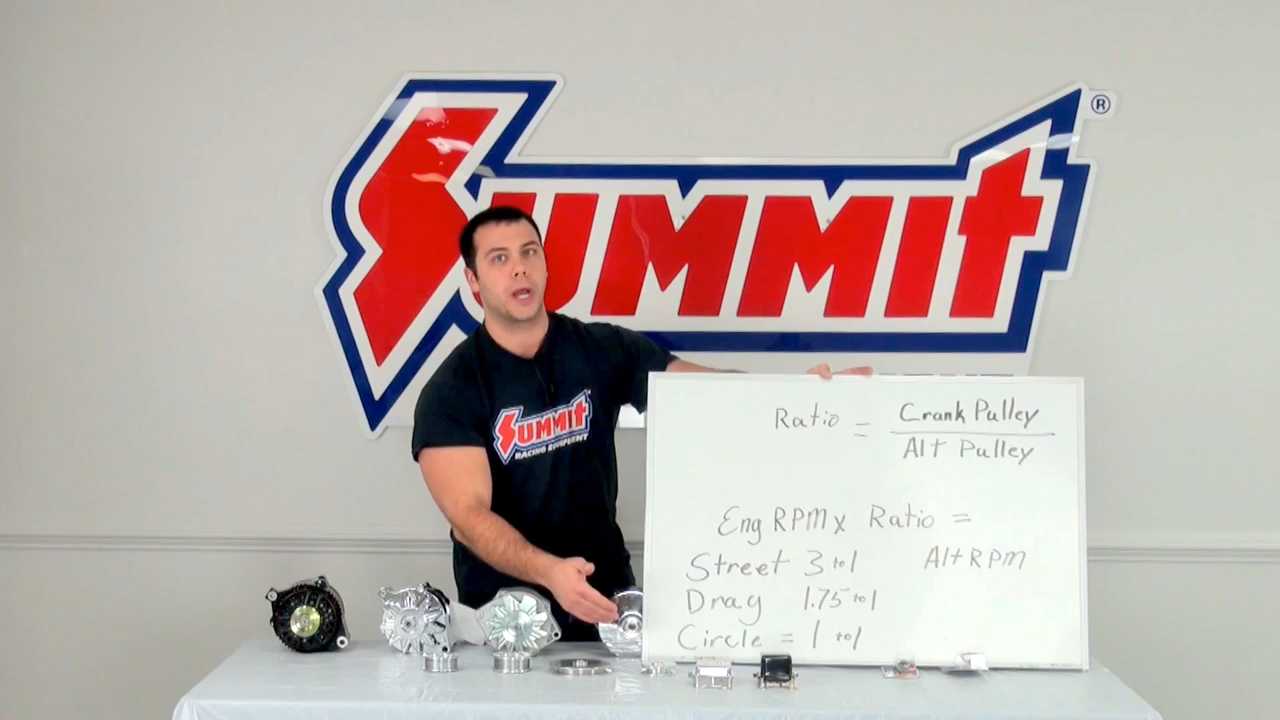 SUMMIT ®
SUMMIT
RACING EQUIPMENT
Ratio = Crank Pulley
Alt Pulley
Eng RPM x Ratio =
Alt RPM
Street 3 to 1
Drag 1.75 to 1
Circle = 1 to 1